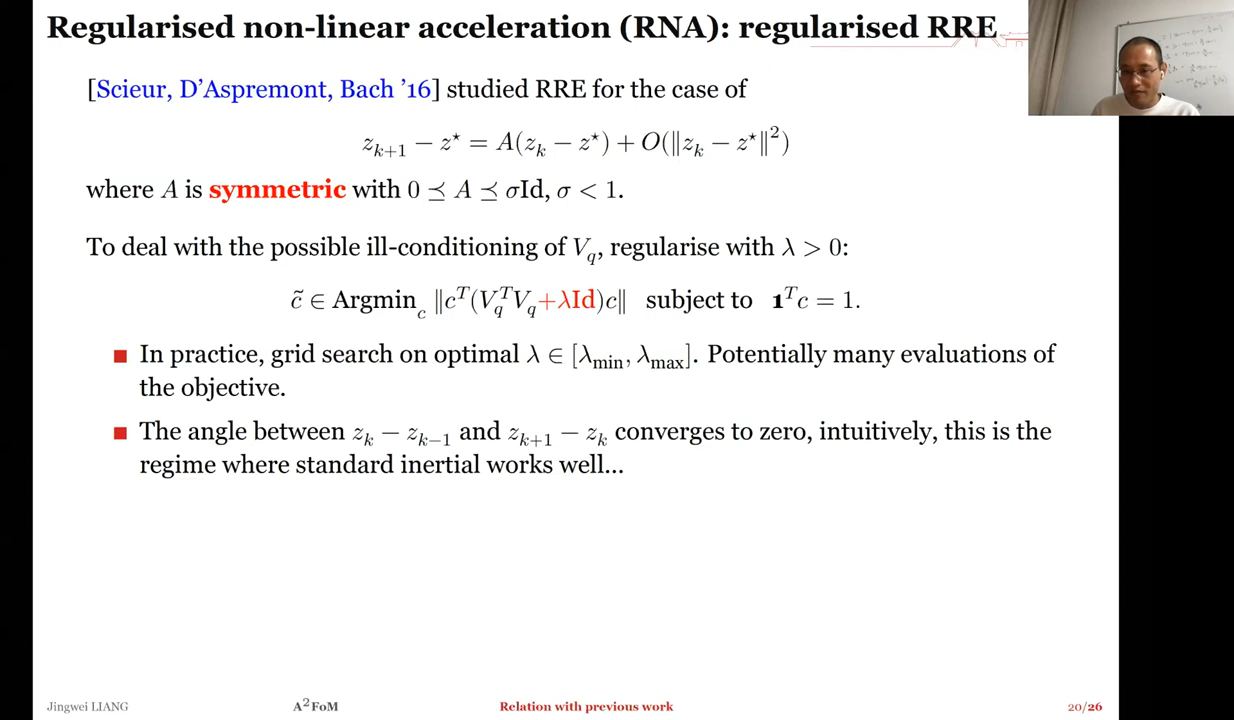 Regularised non-linear acceleration (RNA): regularised RRE
[Scieur, D'Aspremont, Bach '16] studied RRE for the case of
z_{k+1} − z^⋆ = A(z_k − z^⋆) + O(‖z_k − z^⋆‖^2)
where A is symmetric with 0 ⪯ A ⪯ σId, σ < 1.
To deal with the possible ill-conditioning of V_q, regularise with λ > 0:
c̃ ∈ Argmin_c ‖c^T(V_q^T V_q+λId)c‖ subject to 1^T c = 1.
■ In practice, grid search on optimal λ ∈ [λ_min, λ_max]. Potentially many evaluations of
the objective.
■ The angle between z_k − z_{k−1} and z_{k+1} − z_k converges to zero, intuitively, this is the
regime where standard inertial works well...
Jingwei LIANG A^2FoM Relation with previous work 20/26